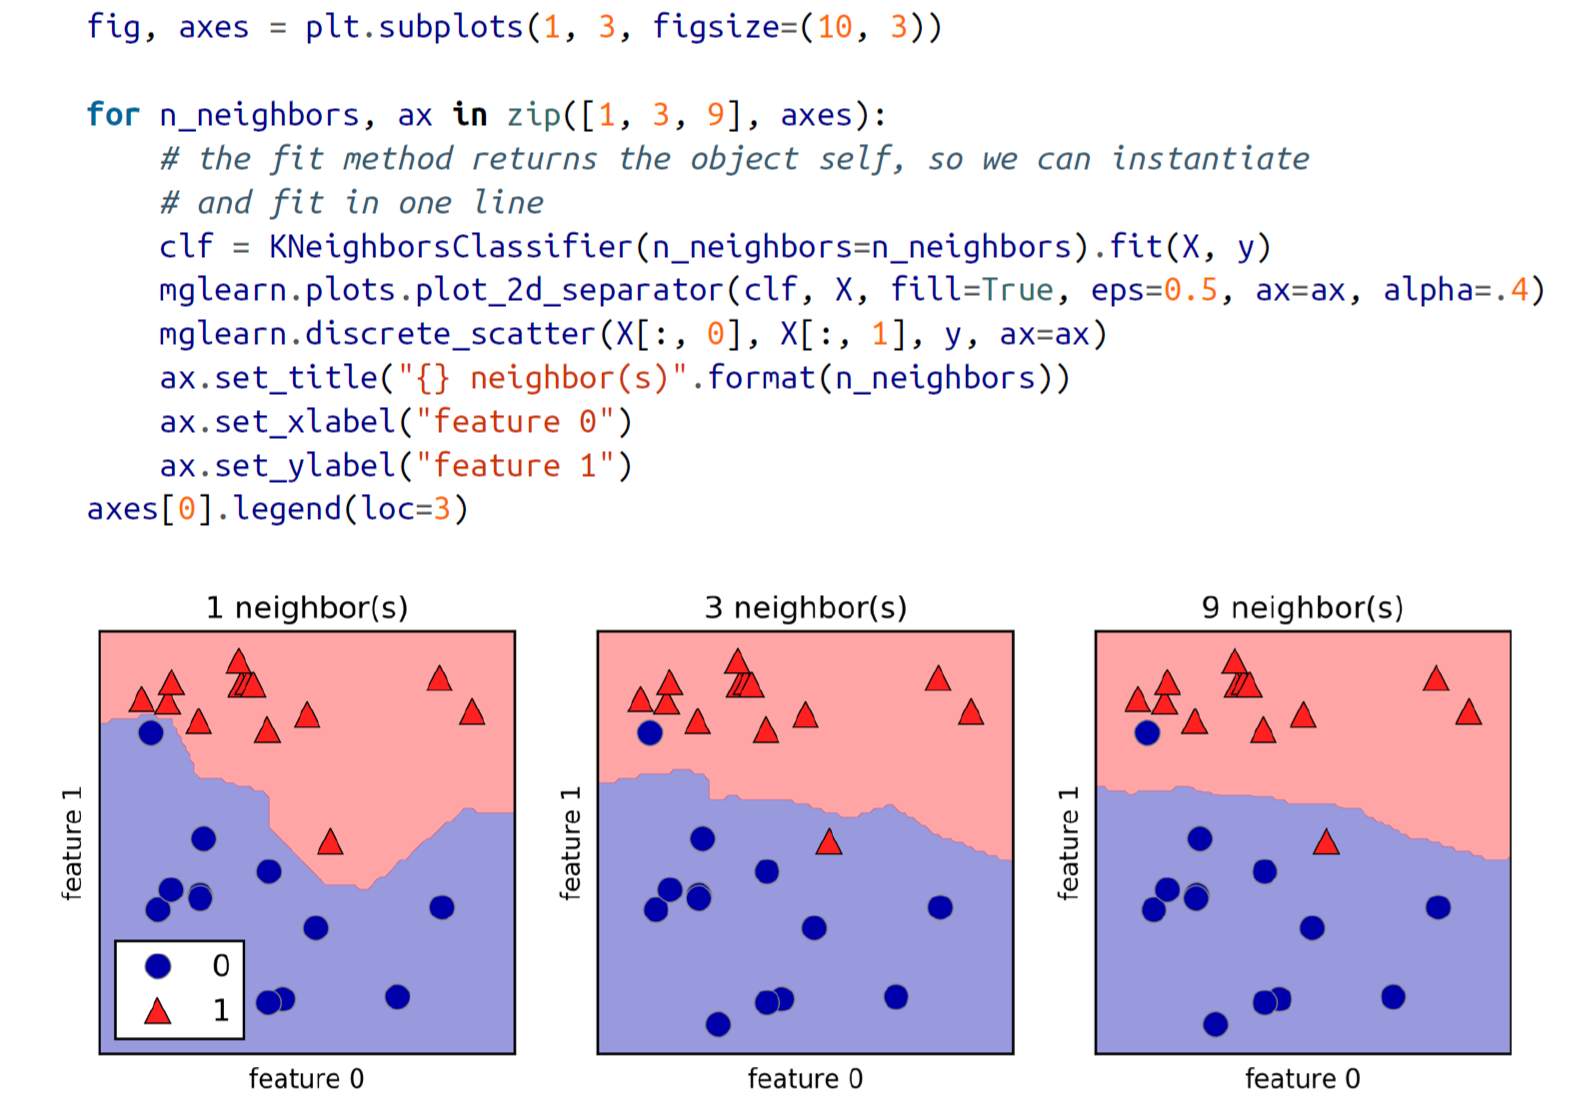 fig, axes = plt.subplots(1, 3, figsize=(10, 3))
for n_neighbors, ax in zip([1, 3, 9], axes):
    # the fit method returns the object self, so we can instantiate
    # and fit in one line
    clf = KNeighborsClassifier(n_neighbors=n_neighbors).fit(X, y)
    mglearn.plots.plot_2d_separator(clf, X, fill=True, eps=0.5, ax=ax, alpha=.4)
    mglearn.discrete_scatter(X[:, 0], X[:, 1], y, ax=ax)
    ax.set_title("{} neighbor(s)".format(n_neighbors))
    ax.set_xlabel("feature 0")
    ax.set_ylabel("feature 1")
axes[0].legend(loc=3)
1 neighbor(s)
feature 1
0
1
feature 0
3 neighbor(s)
feature 1
feature 0
9 neighbor(s)
feature 1
feature 0